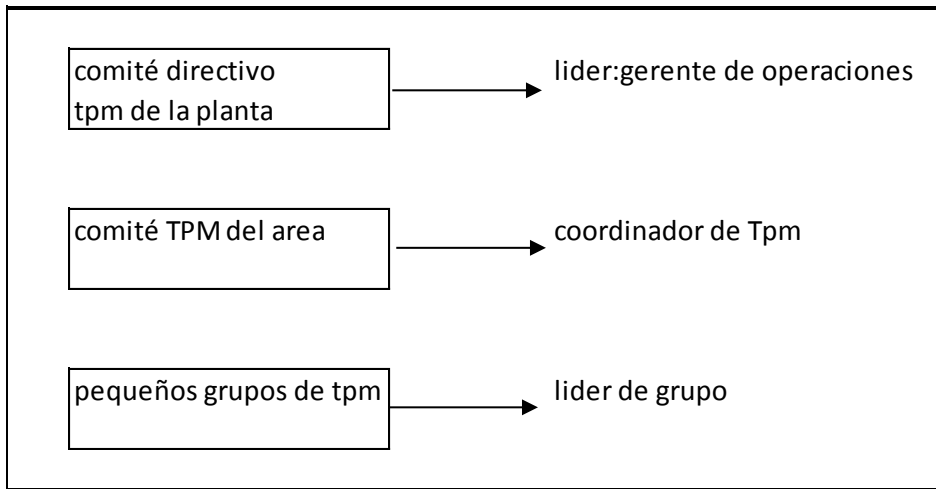 comité directivo
tpm de la planta
lider:gerente de operaciones
comité TPM del area
coordinador de Tpm
pequeños grupos de tpm
lider de grupo